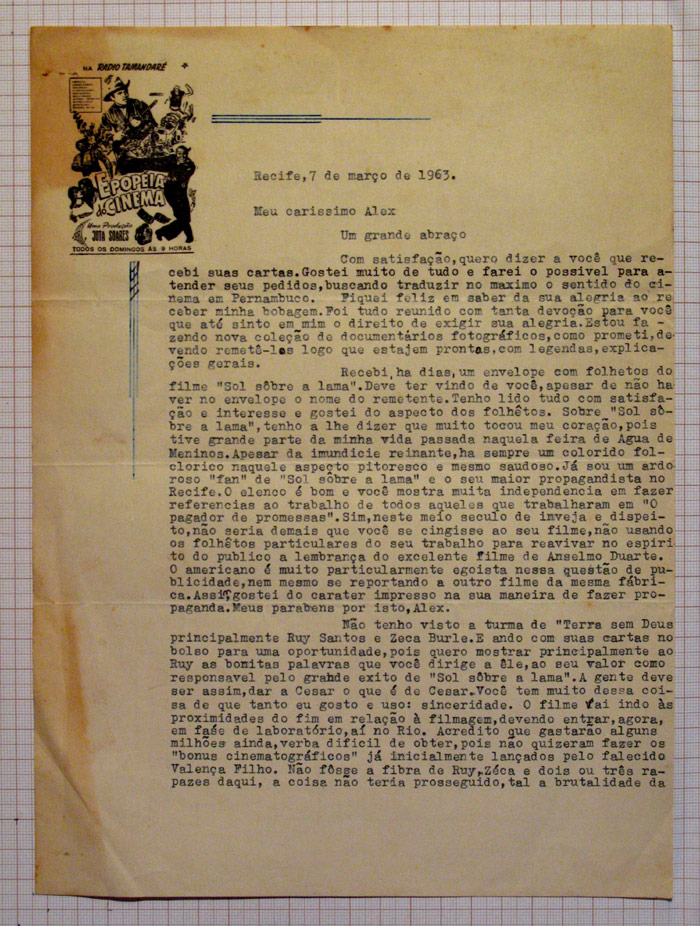 NA RADIO TAMANDARÉ
EPOPEIA
do CINEMA
Uma Produção
JOTA SOARES
TODOS OS DOMINGOS ÀS 9 HORAS
Recife,7 de março de 1963.
Meu carissimo Alex
Um grande abraço
Com satisfação,quero dizer a você que re-
cebi suas cartas.Gostei muito de tudo e farei o possivel para a-
tender seus pedidos,buscando traduzir no maximo o sentido do ci-
nema em Pernambuco. Fiquei feliz em saber da sua alegria ao re
ceber minha bobagem.Foi tudo reunido com tanta devoção para você
que até sinto em mim o direito de exigir sua alegria.Estou fa -
zendo nova coleção de documentários fotográficos,como prometi,de-
vendo remetê-los logo que estejam prontas,com legendas,explica-
ções gerais.
Recebi,ha dias,um envelope com folhetos do
filme "Sol sôbre a lama".Deve ter vindo de você,apesar de não ha
ver no envelope o nome do remetente.Tenho lido tudo com satisfa-
ção e interesse e gostei do aspecto dos folhêtos. Sobre "Sol sô-
bre a lama",tenho a lhe dizer que muito tocou meu coração,pois
tive grande parte da minha vida passada naquela feira de Agua de
Meninos.Apesar da imundicie reinante,ha sempre um colorido fol-
clorico naquele aspecto pitoresco e mesmo saudoso.Já sou um ardo
roso "fan" de "Sol sôbre a lama" e o seu maior propagandista no
Recife.O elenco é bom e você mostra muita independencia em fazer
referencias ao trabalho de todos aqueles que trabalharam em "O
pagador de promessas".Sim,neste meio seculo de inveja e despei-
to,não seria demais que você se cingisse ao seu filme,não usando
os folhêtos particulares do seu trabalho para reavivar no espiri
to do publico a lembrança do excelente filme de Anselmo Duarte.
O americano é muito particularmente egoista nessa questão de pu-
blicidade,nem mesmo se reportando a outro filme da mesma fábri-
ca.Assim,gostei do carater impresso na sua maneira de fazer pro-
paganda.Meus parabens por isto,Alex.
Não tenho visto a turma de "Terra sem Deus
principalmente Ruy Santos e Zeca Burle.E ando com suas cartas no
bolso para uma oportunidade,pois quero mostrar principalmente ao
Ruy as bonitas palavras que você dirige a êle,ao seu valor como
responsavel pelo grande exito de "Sol sôbre a lama".A gente deve
ser assim,dar a Cesar o que é de Cesar.Você tem muito dessa coi-
sa de que tanto eu gosto e uso: sinceridade. O filme vai indo às
proximidades do fim em relação à filmagem,devendo entrar,agora,
em fase de laboratório,aí no Rio. Acredito que gastarão alguns
milhões ainda,verba dificil de obter,pois não quizeram fazer os
"bonus cinematográficos" já inicialmente lançados pelo falecido
Valença Filho. Não fôsse a fibra de Ruy,Zéca e dois ou três ra-
pazes daqui, a coisa não teria prosseguido,tal a brutalidade da